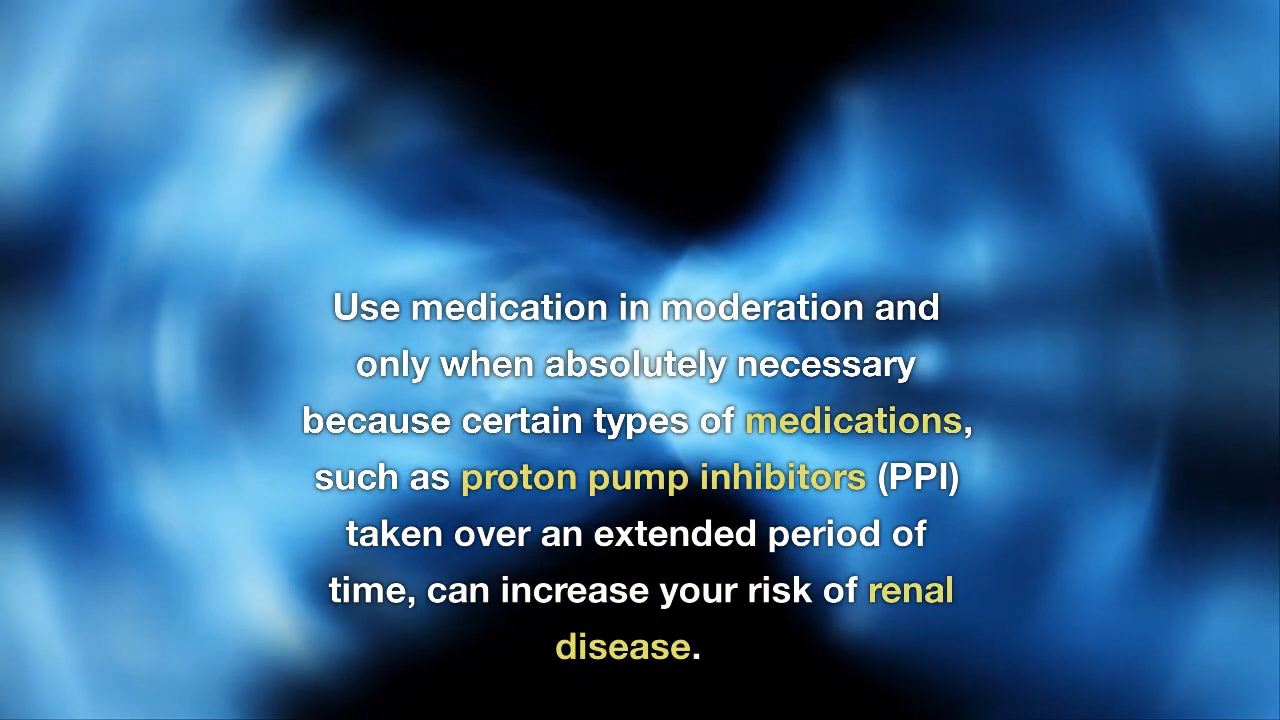 Use medication in moderation and
only when absolutely necessary
because certain types of medications,
such as proton pump inhibitors (PPI)
taken over an extended period of
time, can increase your risk of renal
disease.